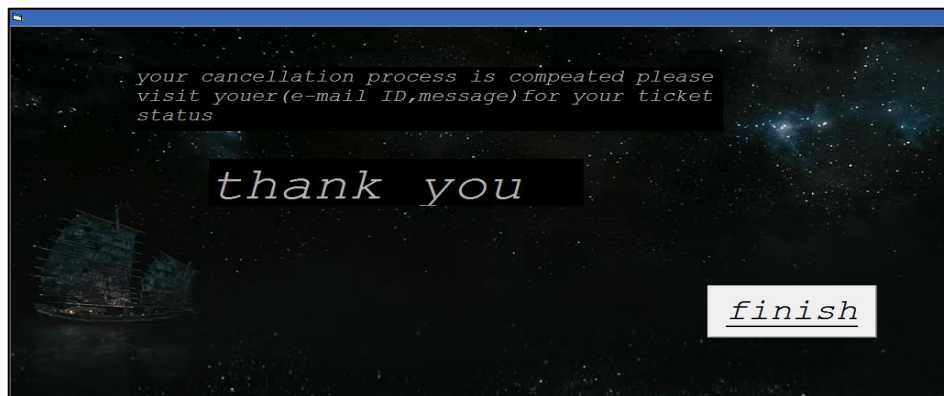 your cancellation process is compeated please
visit youer(e-mail ID,message)for your ticket
status
thank you
finish